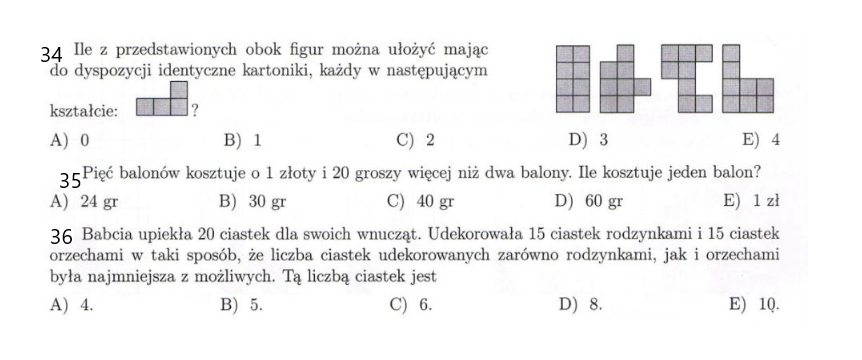 34 Ile z przedstawionych obok figur można ułożyć mając
do dyspozycji identyczne kartoniki, każdy w następującym
kształcie: ?
A) 0 B) 1 C) 2 D) 3 E) 4
35 Pięć balonów kosztuje o 1 złoty i 20 groszy więcej niż dwa balony. Ile kosztuje jeden balon?
A) 24 gr B) 30 gr C) 40 gr D) 60 gr E) 1 zł
36 Babcia upiekła 20 ciastek dla swoich wnucząt. Udekorowała 15 ciastek rodzynkami i 15 ciastek
orzechami w taki sposób, że liczba ciastek udekorowanych zarówno rodzynkami, jak i orzechami
była najmniejsza z możliwych. Tą liczbą ciastek jest
A) 4. B) 5. C) 6. D) 8. E) 10.